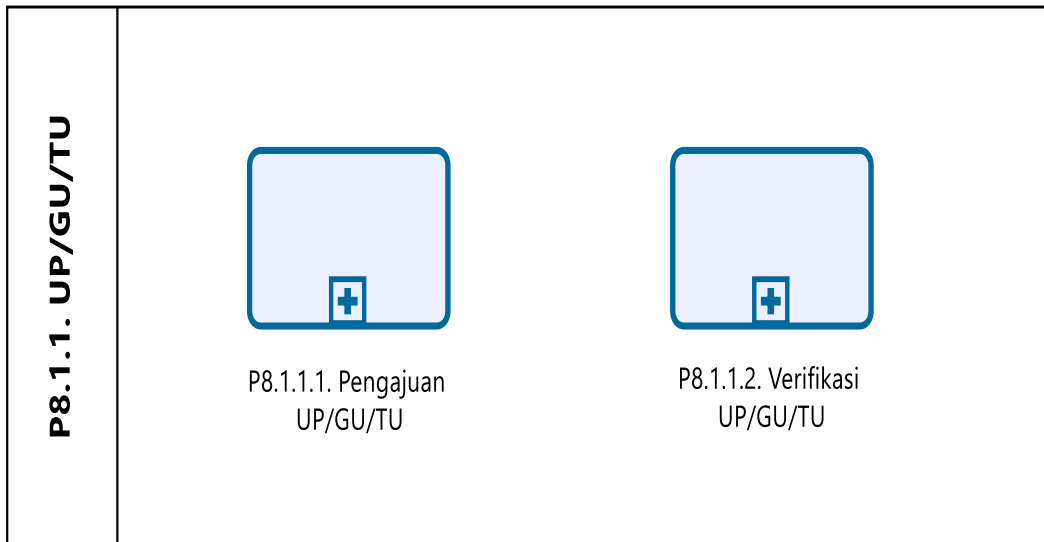 P8.1.1. UP/GU/TU
P8.1.1.1. Pengajuan
UP/GU/TU
P8.1.1.2. Verifikasi
UP/GU/TU